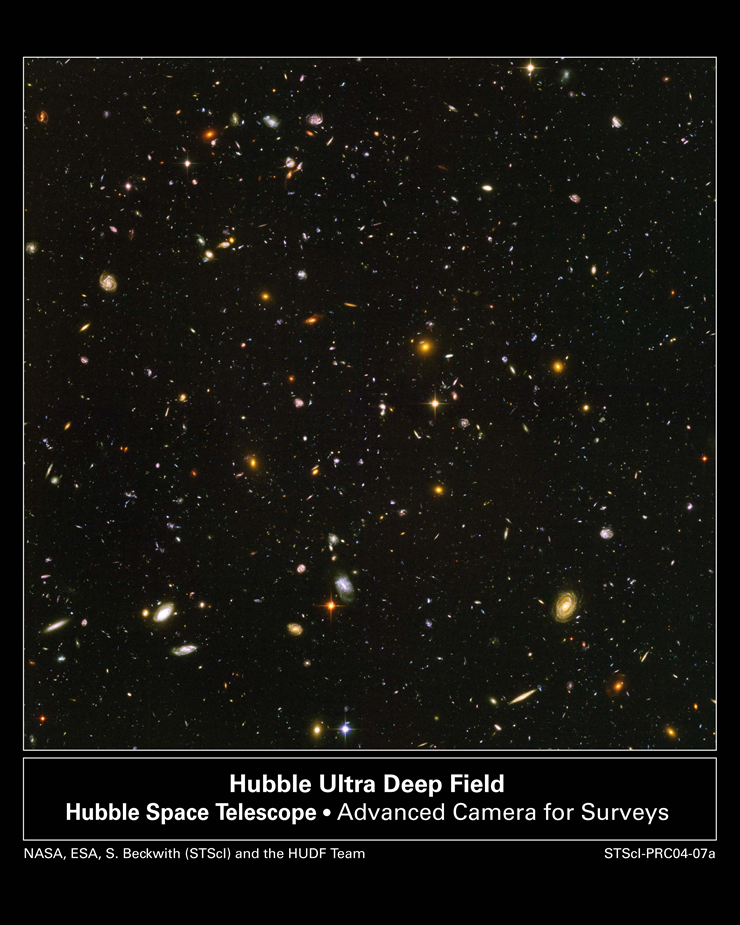 Hubble Ultra Deep Field
Hubble Space Telescope • Advanced Camera for Surveys
NASA, ESA, S. Beckwith (STScI) and the HUDF Team
STScI-PRC04-07a